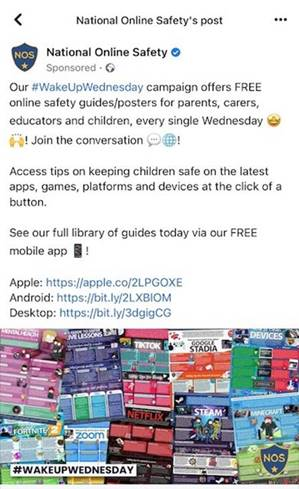 National Online Safety's post
NOS
National Online Safety
Sponsored ·
Our #WakeUpWednesday campaign offers FREE
online safety guides/posters for parents, carers,
educators and children, every single Wednesday 🤩
🙌! Join the conversation 💬🌐!
Access tips on keeping children safe on the latest
apps, games, platforms and devices at the click of a
button.
See our full library of guides today via our FREE
mobile app 📱!
Apple: https://apple.co/2LPGOXE
Android: https://bit.ly/2LXBIOM
Desktop: https://bit.ly/3dgigCG
MENTAL HEALTH
LIVE LESSONS
TIKTOK
GOOGLE
STADIA
DEVICES
FORTNITE 2
zoom
NETFLIX
STEAM
MINECRAFT
#WAKEUPWEDNESDAY
NOS